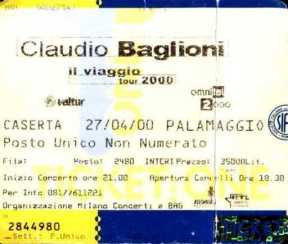 Claudio Baglioni
il viaggio
tour 2000
valtur
omnitel
2000
CASERTA 27/04/00 PALAMAGGIO
Posto Unico Non Numerato
Fila: Posto: 2480 INTERI Prezzo:
Inizio Concerto ore 21.00 Apertura Cancelli Ore 18.30
Per Info 081/7611221
Organizzazione Milano Concerti e BAG
2844980
Sett.: P.Unico